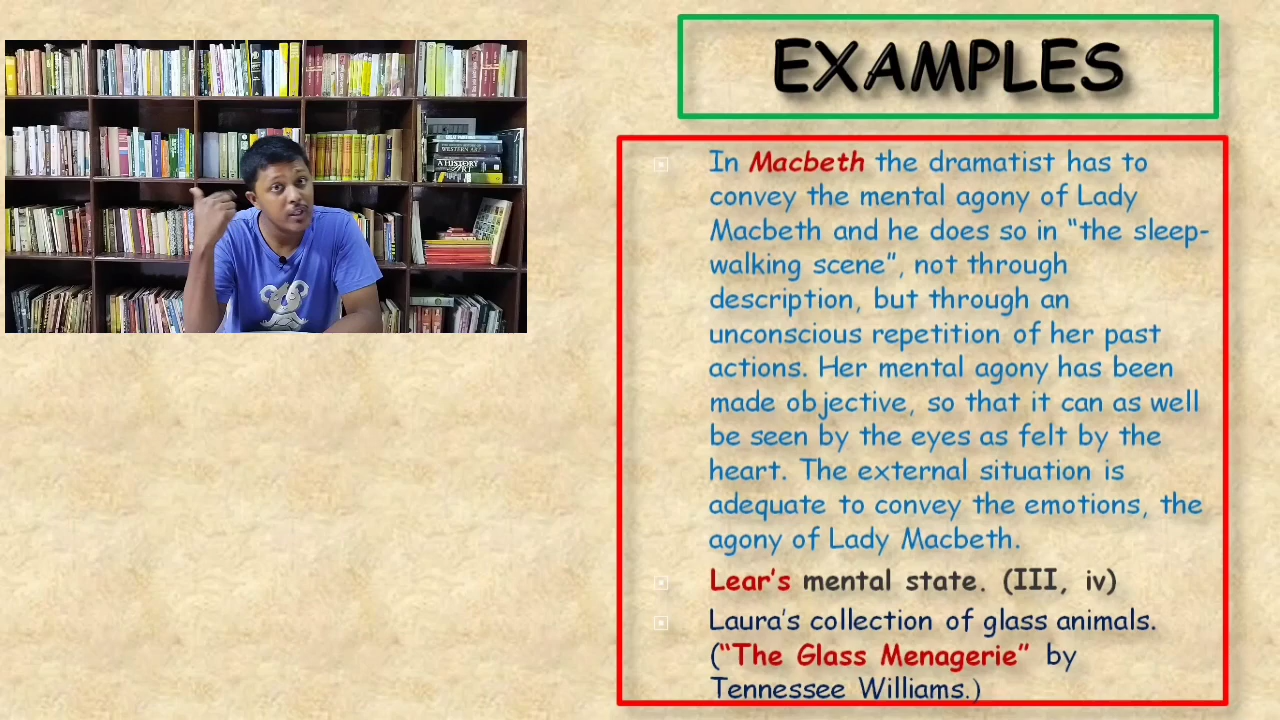 EXAMPLES
In Macbeth the dramatist has to
convey the mental agony of Lady
Macbeth and he does so in “the sleep-
walking scene”, not through
description, but through an
unconscious repetition of her past
actions. Her mental agony has been
made objective, so that it can as well
be seen by the eyes as felt by the
heart. The external situation is
adequate to convey the emotions, the
agony of Lady Macbeth.
Lear’s mental state. (III, iv)
Laura’s collection of glass animals.
(“The Glass Menagerie” by
Tennessee Williams.)
WESTERN ART
A HISTORY